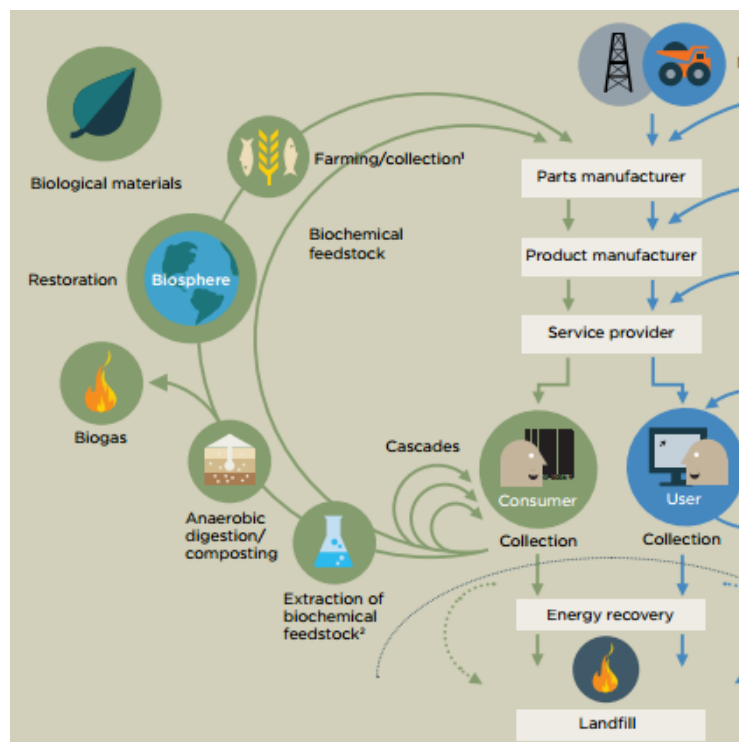 Biological materials
Farming/collection¹
Parts manufacturer
Biochemical
feedstock
Product manufacturer
Restoration
Biosphere
Service provider
Biogas
Cascades
Consumer
User
Anaerobic
digestion/
composting
Collection
Collection
Extraction of
biochemical
feedstock²
Energy recovery
Landfill